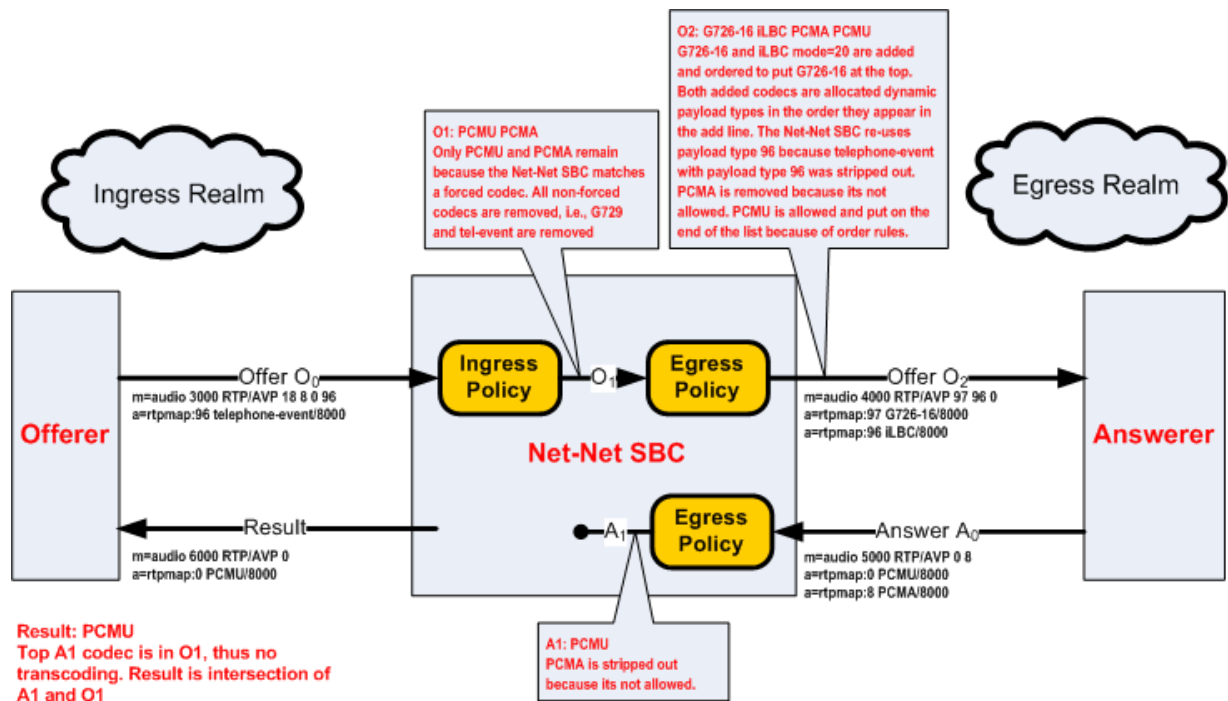 O2: G726-16 iLBC PCMA PCMU
G726-16 and iLBC mode=20 are added
and ordered to put G726-16 at the top.
Both added codecs are allocated dynamic
payload types in the order they appear in
the add line. The Net-Net SBC re-uses
payload type 96 because telephone-event
with payload type 96 was stripped out.
PCMA is removed because its not
allowed. PCMU is allowed and put on the
end of the list because of order rules.
O1: PCMU PCMA
Only PCMU and PCMA remain
because the Net-Net SBC matches
a forced codec. All non-forced
codecs are removed, i.e., G729
and tel-event are removed
Ingress Realm
Egress Realm
Offerer
Offer O0
m=audio 3000 RTP/AVP 18 8 0 96
a=rtpmap:96 telephone-event/8000
Ingress
Policy
O1
Egress
Policy
Net-Net SBC
Offer O2
m=audio 4000 RTP/AVP 97 96 0
a=rtpmap:97 G726-16/8000
a=rtpmap:96 iLBC/8000
Answerer
Result
m=audio 6000 RTP/AVP 0
a=rtpmap:0 PCMU/8000
A1
Egress
Policy
Answer A0
m=audio 5000 RTP/AVP 0 8
a=rtpmap:0 PCMU/8000
a=rtpmap:8 PCMA/8000
Result: PCMU
Top A1 codec is in O1, thus no
transcoding. Result is intersection of
A1 and O1
A1: PCMU
PCMA is stripped out
because its not allowed.